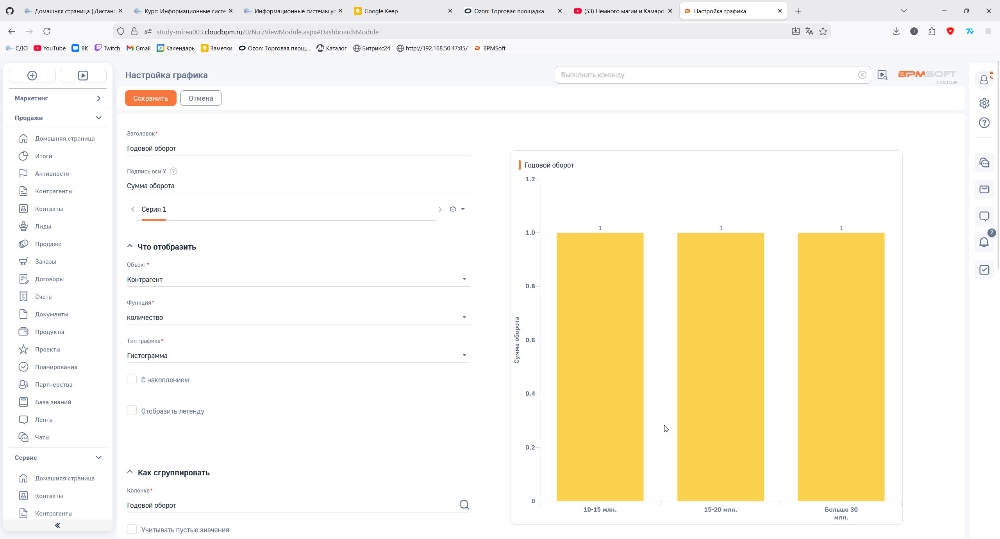 Домашняя страница | Дистанц
Курс: Информационные систе
Информационные системы уп
Google Keep
Ozon: Торговая площадка
(53) Немного магии и Камаро
Настройка графика
study-mirea003.cloudbpm.ru/0/Nui/ViewModule.aspx#DashboardsModule
СДО
YouTube
ВК
Twitch
Gmail
31
Календарь
Заметки
Ozon: Торговая площ...
Каталог
Битрикс24
http://192.168.50.47:85/
BPMSoft
Настройка графика
Выполнить команду
BPMSOFT
1.8.0.19108
Сохранить
Отмена
Маркетинг
Продажи
Домашняя страница
Итоги
Активности
Контрагенты
Контакты
Лиды
Продажи
Заказы
Договоры
Счета
Документы
Продукты
Проекты
Планирование
Партнерства
База знаний
Лента
Чаты
Сервис
Домашняя страница
Контакты
Контрагенты
Заголовок*
Годовой оборот
Подпись оси Y ?
Сумма оборота
Серия 1
Что отобразить
Объект*
Контрагент
Функция*
количество
Тип графика*
Гистограмма
С накоплением
Отобразить легенду
Как сгруппировать
Колонка*
Годовой оборот
Учитывать пустые значения
Годовой оборот
1.2
1.0
0.8
0.6
0.4
0.2
0
Сумма оборота
1
1
1
10-15 млн.
15-20 млн.
Больше 30
млн.
2